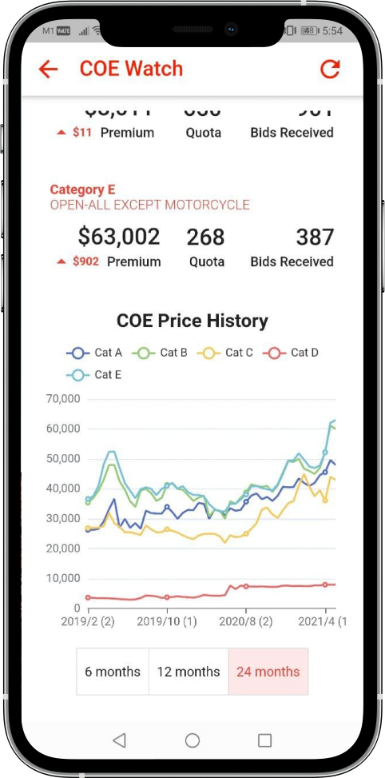 M1 5:54
COE Watch
$11 Premium Quota Bids Received
Category E
OPEN-ALL EXCEPT MOTORCYCLE
$63,002 268 387
$902 Premium Quota Bids Received
COE Price History
Cat A Cat B Cat C Cat D
Cat E
70,000
60,000
50,000
40,000
30,000
20,000
10,000
0
2019/2 (2) 2019/10 (1) 2020/8 (2) 2021/4 (1
6 months 12 months 24 months